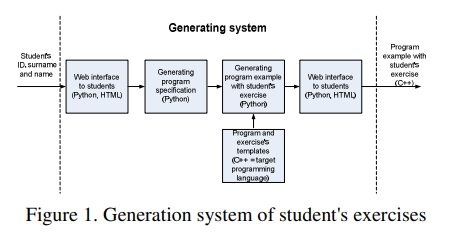 Generating system
Student's
ID, surname
and name
Web interface
to students
(Python, HTML)
Generating
program
specification
(Python)
Generating
program example
with student's
exercise
(Python)
Web interface
to students
(Python, HTML)
Program
example with
student's
exercise
(C++)
Program and
exercise's
templates
(C++ = target
programming
language)
Figure 1. Generation system of student's exercises